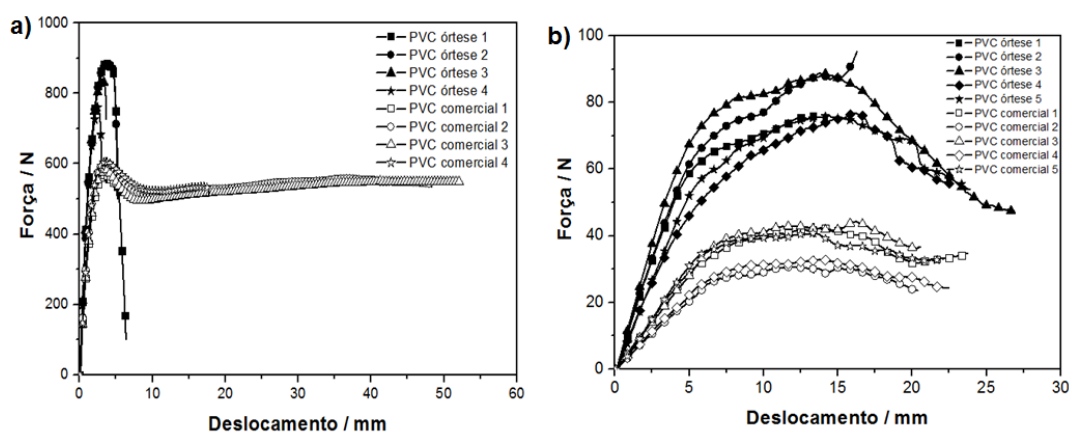 a)
1000
800
600
400
200
0
Força / N
0 10 20 30 40 50 60
Deslocamento / mm
PVC órtese 1
PVC órtese 2
PVC órtese 3
PVC órtese 4
PVC comercial 1
PVC comercial 2
PVC comercial 3
PVC comercial 4
b)
100
80
60
40
20
0
Força / N
0 5 10 15 20 25 30
Deslocamento / mm
PVC órtese 1
PVC órtese 2
PVC órtese 3
PVC órtese 4
PVC órtese 5
PVC comercial 1
PVC comercial 2
PVC comercial 3
PVC comercial 4
PVC comercial 5